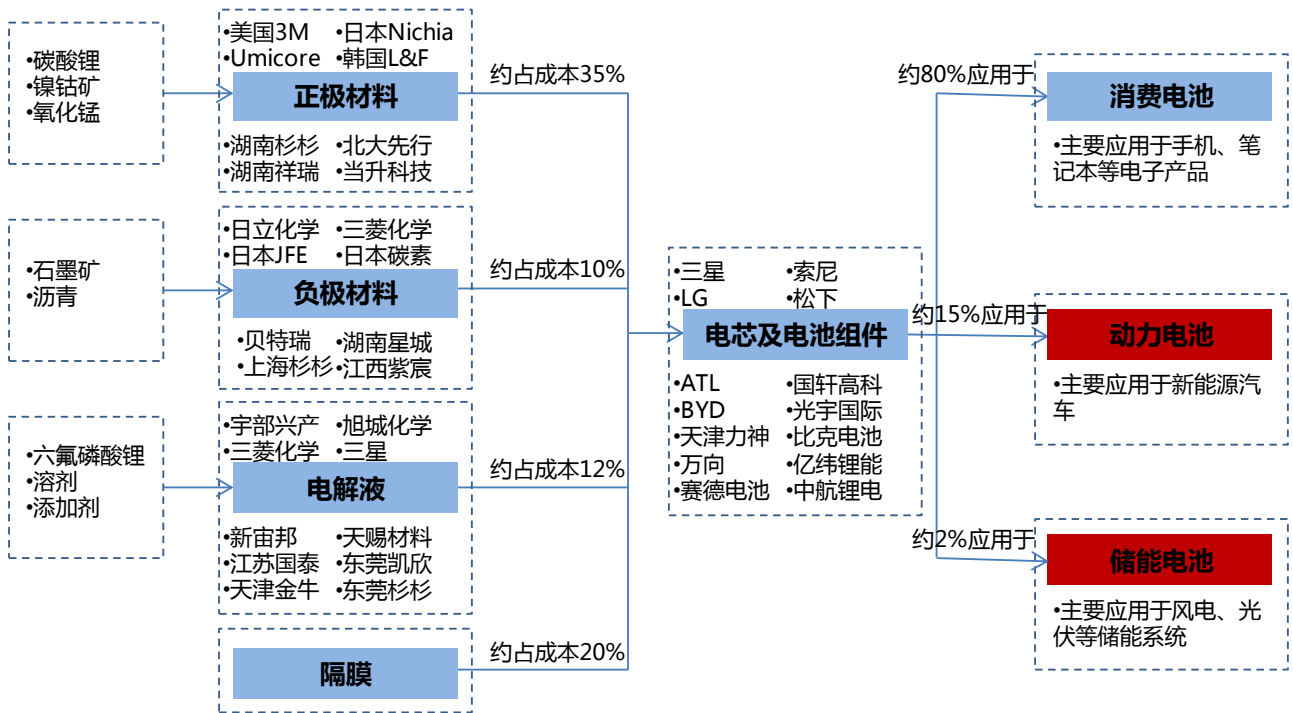 •碳酸锂
•镍钴矿
•氧化锰
•美国3M •日本Nichia
•Umicore •韩国L&F
正极材料
•湖南杉杉 •北大先行
•湖南祥瑞 •当升科技
约占成本35%
•石墨矿
•沥青
•日立化学 •三菱化学
•日本JFE •日本碳素
负极材料
•贝特瑞 •湖南星城
•上海杉杉 •江西紫宸
约占成本10%
•六氟磷酸锂
•溶剂
•添加剂
•宇部兴产 •旭城化学
•三菱化学 •三星
电解液
•新宙邦 •天赐材料
•江苏国泰 •东莞凯欣
•天津金牛 •东莞杉杉
约占成本12%
隔膜
约占成本20%
•三星 •索尼
•LG •松下
电芯及电池组件
•ATL •国轩高科
•BYD •光宇国际
•天津力神 •比克电池
•万向 •亿纬锂能
•赛德电池 •中航锂电
约80%应用于
消费电池
•主要应用于手机、笔
记本等电子产品
约15%应用于
动力电池
•主要应用于新能源汽
车
约2%应用于
储能电池
•主要应用于风电、光
伏等储能系统